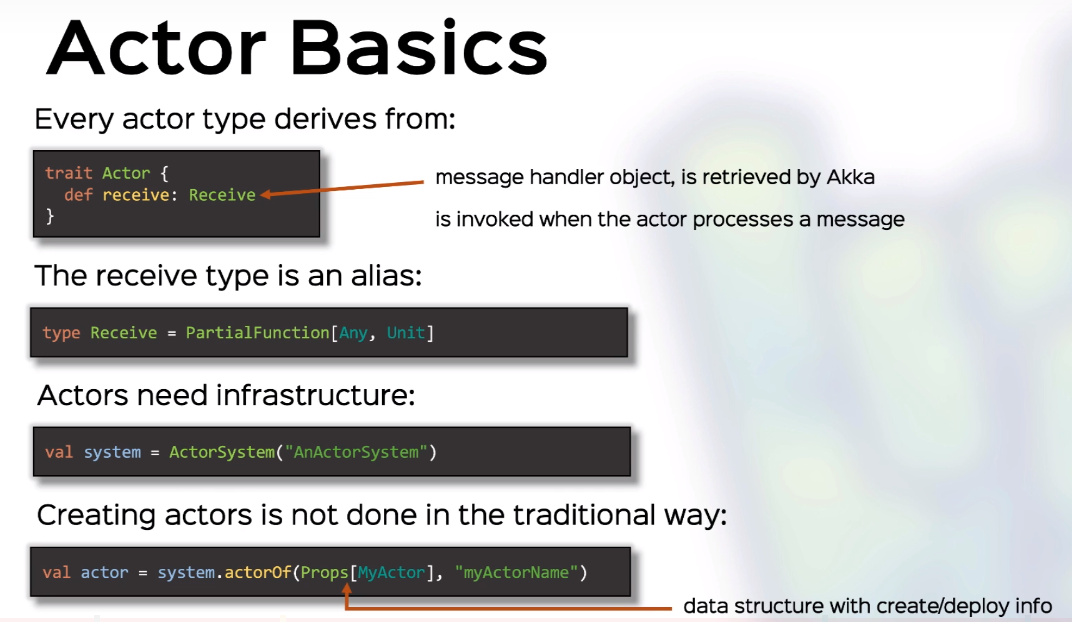 Actor Basics
Every actor type derives from:
trait Actor {
def receive: Receive
}
message handler object, is retrieved by Akka
is invoked when the actor processes a message
The receive type is an alias:
type Receive = PartialFunction[Any, Unit]
Actors need infrastructure:
val system = ActorSystem("AnActorSystem")
Creating actors is not done in the traditional way:
val actor = system.actorOf(Props[MyActor], "myActorName")
data structure with create/deploy info